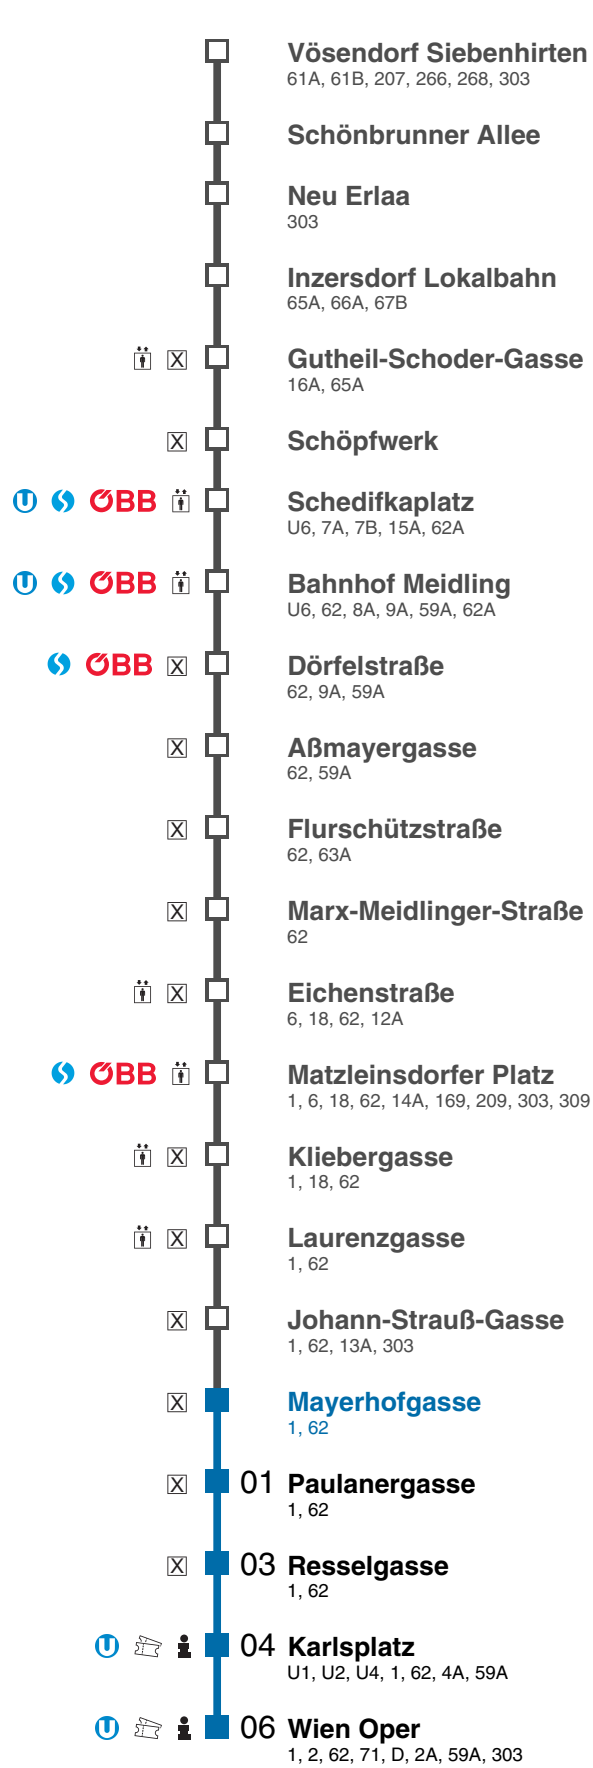 Vösendorf Siebenhirten
61A, 61B, 207, 266, 268, 303
Schönbrunner Allee
Neu Erlaa
303
Inzersdorf Lokalbahn
65A, 66A, 67B
X Gutheil-Schoder-Gasse
16A, 65A
X Schöpfwerk
U ÖBB Schedifkaplatz
U6, 7A, 7B, 15A, 62A
U ÖBB Bahnhof Meidling
U6, 62, 8A, 9A, 59A, 62A
ÖBB X Dörfelstraße
62, 9A, 59A
X Aßmayergasse
62, 59A
X Flurschützstraße
62, 63A
X Marx-Meidlinger-Straße
62
X Eichenstraße
6, 18, 62, 12A
ÖBB Matzleinsdorfer Platz
1, 6, 18, 62, 14A, 169, 209, 303, 309
X Kliebergasse
1, 18, 62
X Laurenzgasse
1, 62
X Johann-Strauß-Gasse
1, 62, 13A, 303
X Mayerhofgasse
1, 62
X 01 Paulanergasse
1, 62
X 03 Resselgasse
1, 62
U i 04 Karlsplatz
U1, U2, U4, 1, 62, 4A, 59A
U i 06 Wien Oper
1, 2, 62, 71, D, 2A, 59A, 303